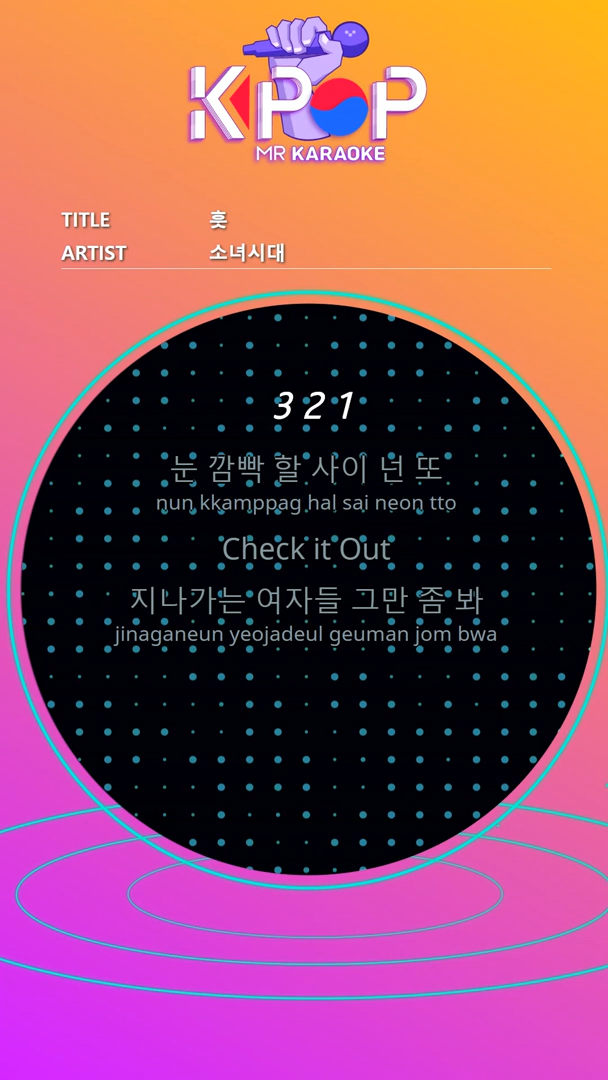 KPOP
MR KARAOKE
TITLE 훗
ARTIST 소녀시대
3 2 1
눈 깜빡 할 사이 넌 또
nun kkamppag hal sai neon tto
Check it Out
지나가는 여자들 그만 좀 봐
jinaganeun yeojadeul geuman jom bwa